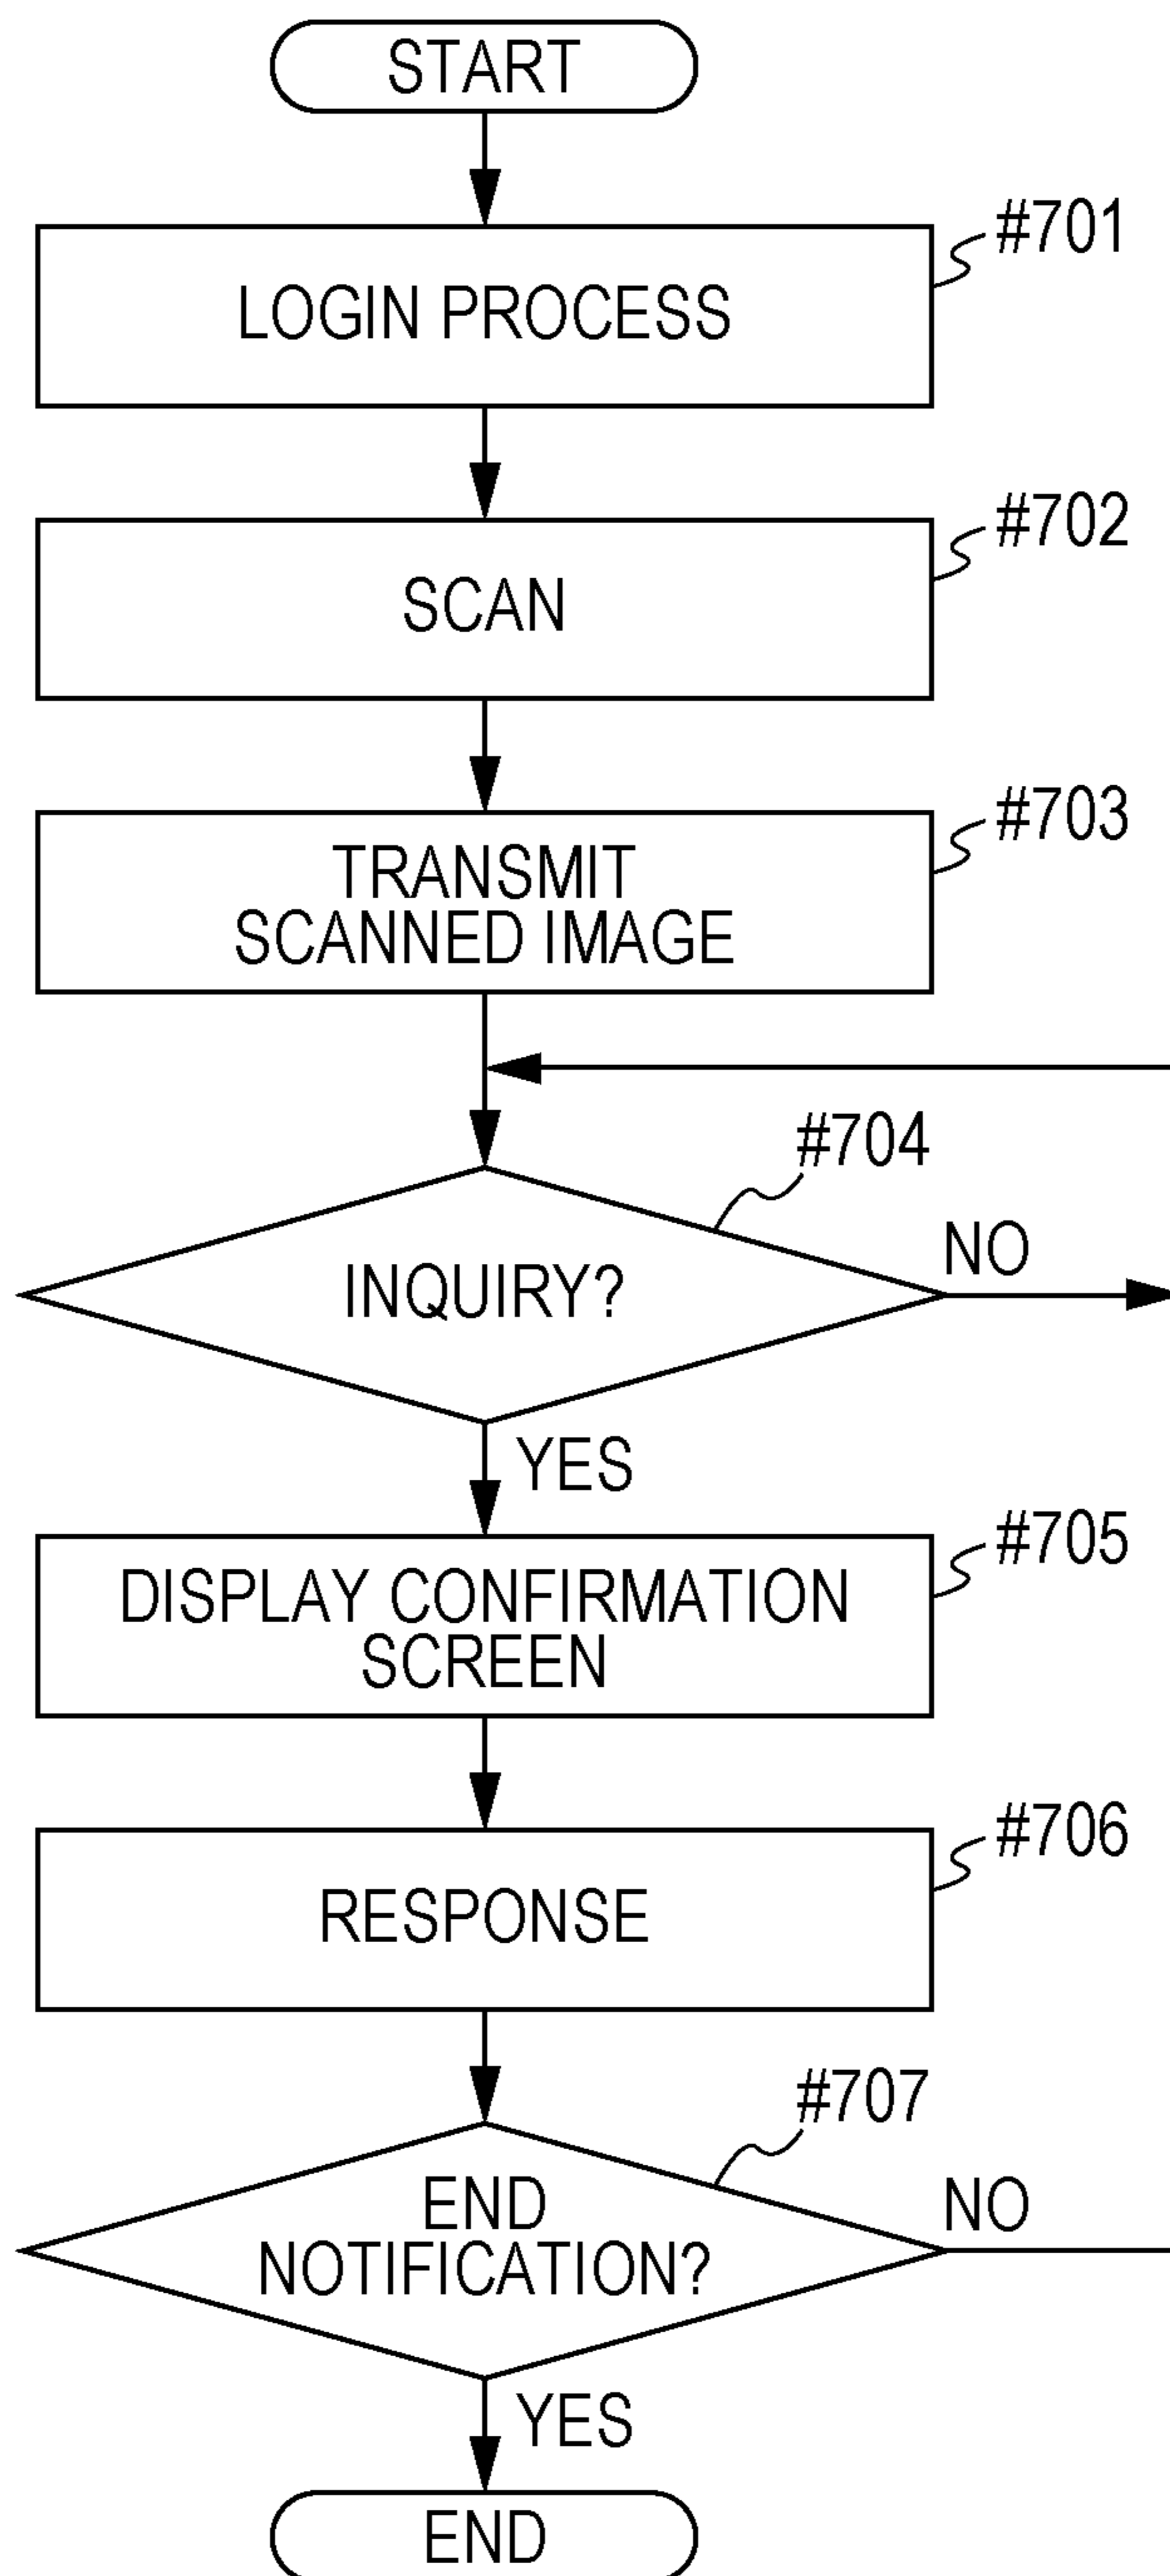 START
#701
LOGIN PROCESS
#702
SCAN
#703
TRANSMIT
SCANNED IMAGE
#704
NO
INQUIRY?
YES
#705
DISPLAY CONFIRMATION
SCREEN
#706
RESPONSE
#707
NO
END
NOTIFICATION?
YES
END